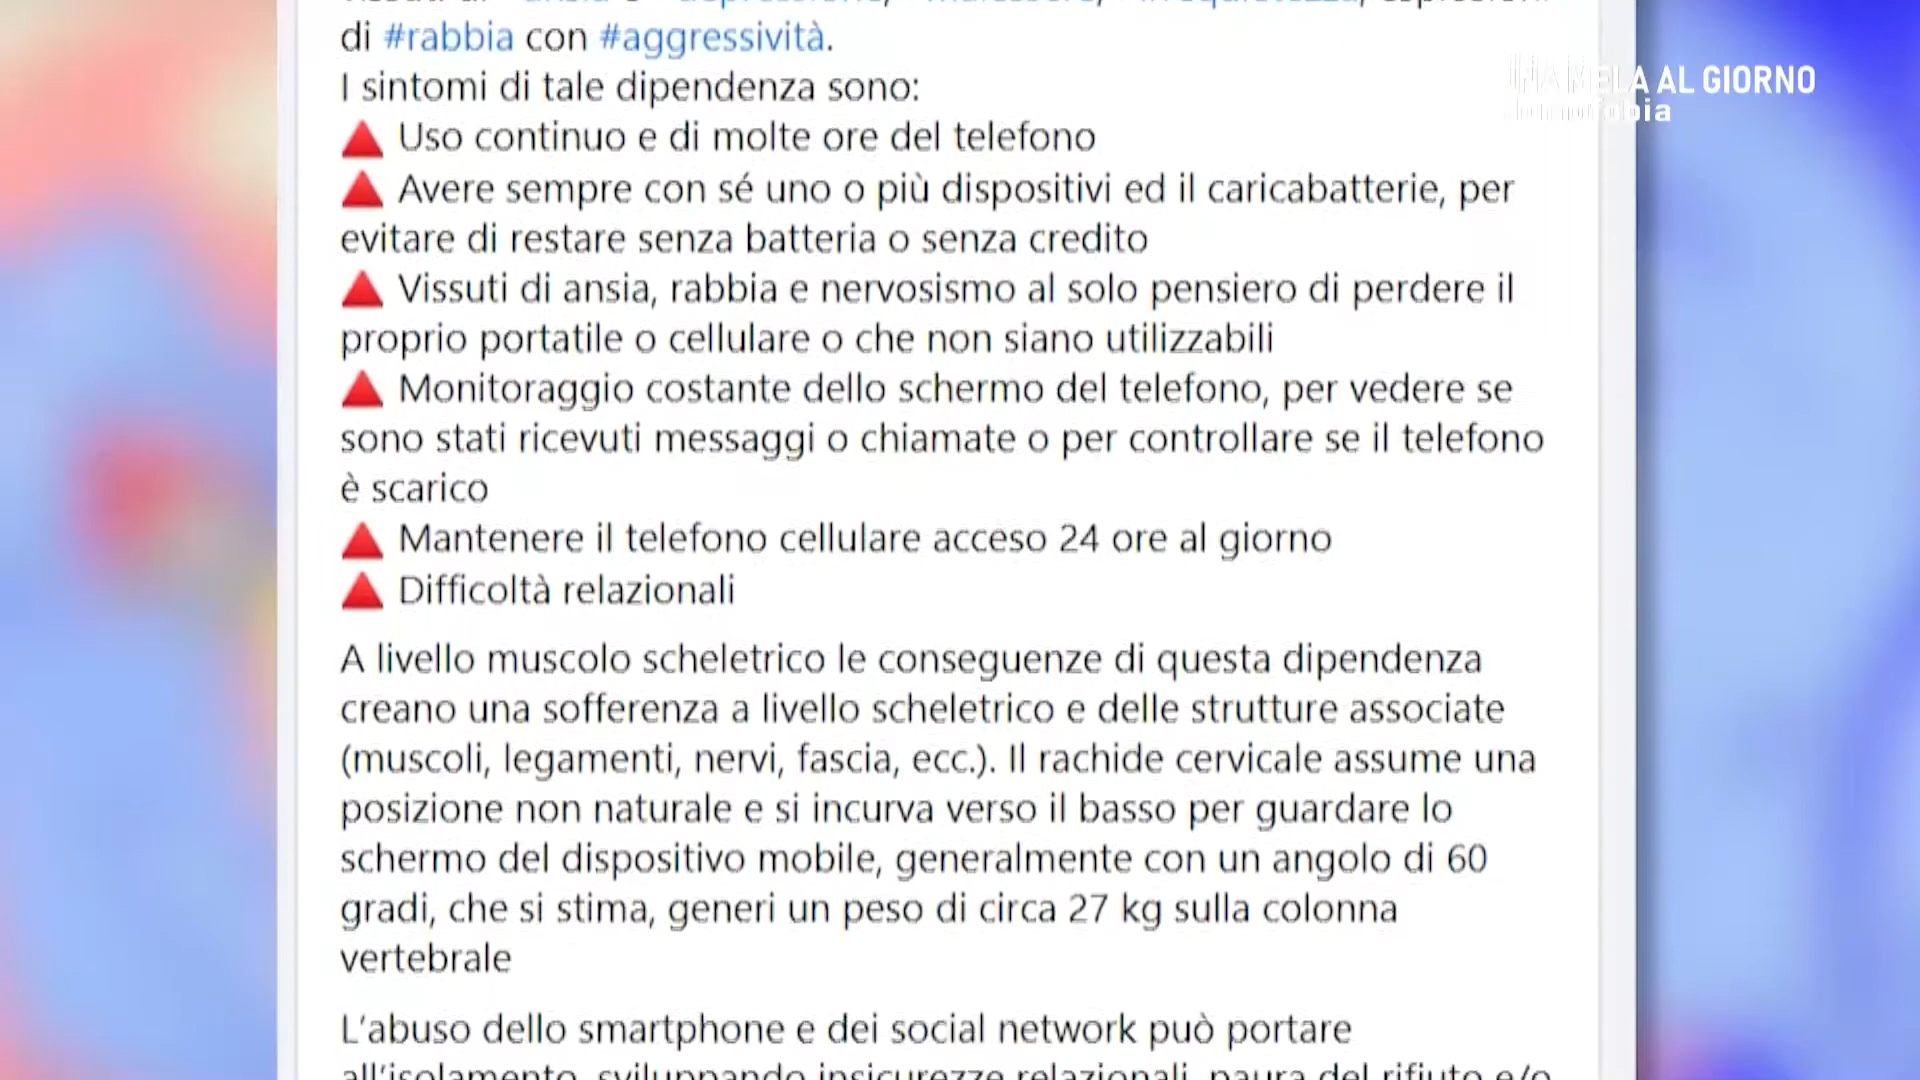 di #rabbia con #aggressività.
I sintomi di tale dipendenza sono:
Uso continuo e di molte ore del telefono
Avere sempre con sé uno o più dispositivi ed il caricabatterie, per
evitare di restare senza batteria o senza credito
Vissuti di ansia, rabbia e nervosismo al solo pensiero di perdere il
proprio portatile o cellulare o che non siano utilizzabili
Monitoraggio costante dello schermo del telefono, per vedere se
sono stati ricevuti messaggi o chiamate o per controllare se il telefono
è scarico
Mantenere il telefono cellulare acceso 24 ore al giorno
Difficoltà relazionali
A livello muscolo scheletrico le conseguenze di questa dipendenza
creano una sofferenza a livello scheletrico e delle strutture associate
(muscoli, legamenti, nervi, fascia, ecc.). Il rachide cervicale assume una
posizione non naturale e si incurva verso il basso per guardare lo
schermo del dispositivo mobile, generalmente con un angolo di 60
gradi, che si stima, generi un peso di circa 27 kg sulla colonna
vertebrale
L'abuso dello smartphone e dei social network può portare
all'isolamento, sviluppando insicurezze relazionali, paura del rifiuto e/o
UNA MELA AL GIORNO